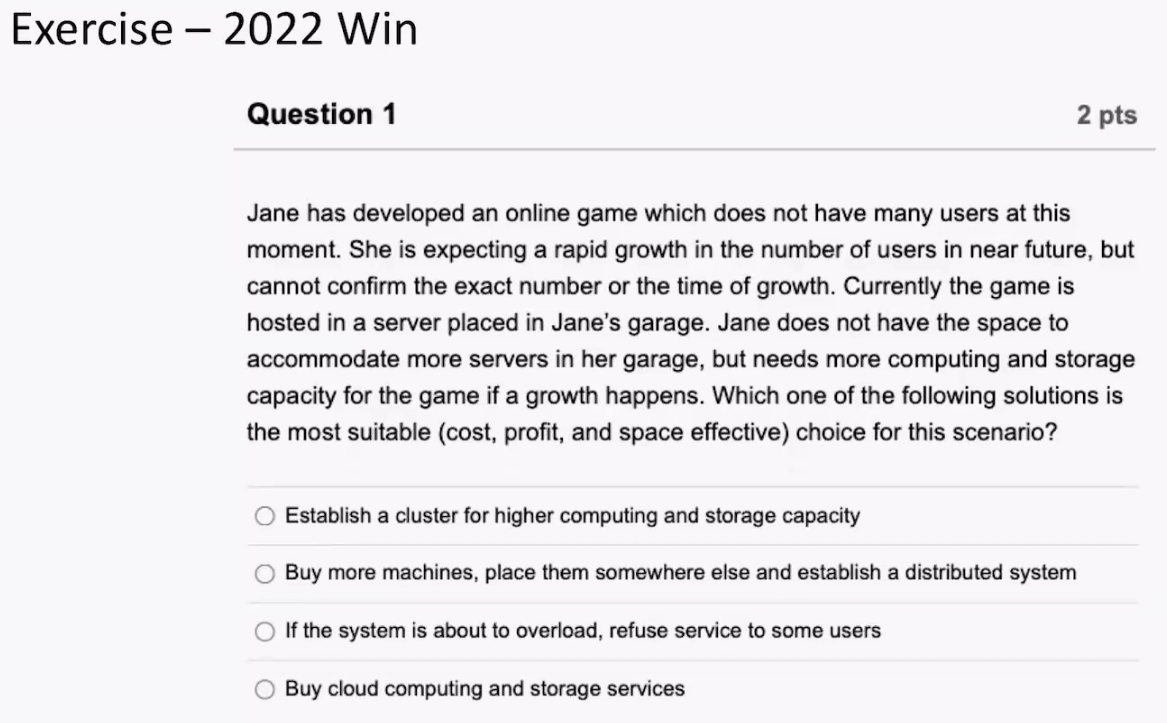 Exercise – 2022 Win
Question 1
2 pts
Jane has developed an online game which does not have many users at this
moment. She is expecting a rapid growth in the number of users in near future, but
cannot confirm the exact number or the time of growth. Currently the game is
hosted in a server placed in Jane's garage. Jane does not have the space to
accommodate more servers in her garage, but needs more computing and storage
capacity for the game if a growth happens. Which one of the following solutions is
the most suitable (cost, profit, and space effective) choice for this scenario?
Establish a cluster for higher computing and storage capacity
Buy more machines, place them somewhere else and establish a distributed system
If the system is about to overload, refuse service to some users
Buy cloud computing and storage services